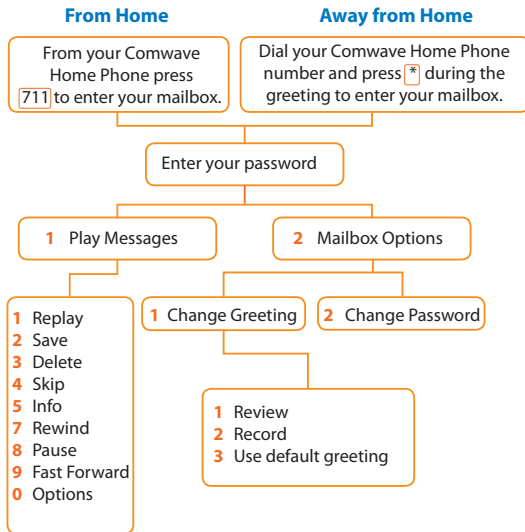 From Home
Away from Home
From your Comwave
Home Phone press
711 to enter your mailbox.
Dial your Comwave Home Phone
number and press * during the
greeting to enter your mailbox.
Enter your password
1 Play Messages
2 Mailbox Options
1 Replay
2 Save
3 Delete
4 Skip
5 Info
7 Rewind
8 Pause
9 Fast Forward
0 Options
1 Change Greeting
2 Change Password
1 Review
2 Record
3 Use default greeting